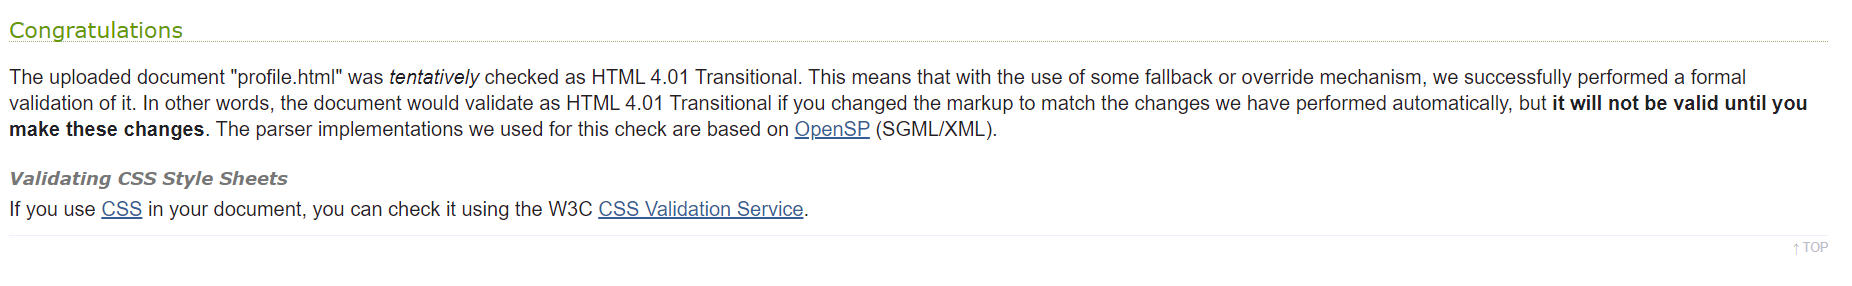 Congratulations
The uploaded document "profile.html" was tentatively checked as HTML 4.01 Transitional. This means that with the use of some fallback or override mechanism, we successfully performed a formal
validation of it. In other words, the document would validate as HTML 4.01 Transitional if you changed the markup to match the changes we have performed automatically, but it will not be valid until you
make these changes. The parser implementations we used for this check are based on OpenSP (SGML/XML).
Validating CSS Style Sheets
If you use CSS in your document, you can check it using the W3C CSS Validation Service.
↑ TOP